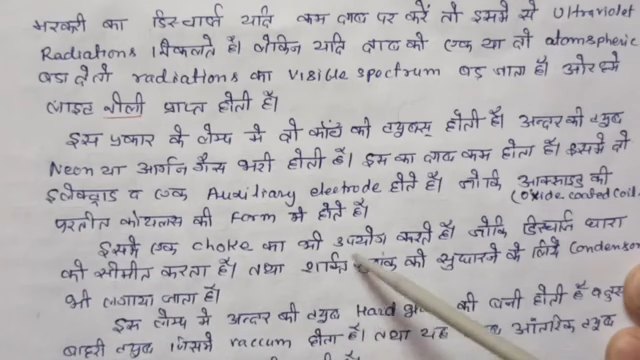 मरकरी का डिस्चार्ज यदि कम दाब पर करें तो इसमें से Ultraviolet
Radiations निकलते है। लेकिन यदि दाब को एक या दो atomspheric
बढ़ा दे तो radiations का visible spectrum बढ़ जाता है। और हमे
लाइट नीली प्राप्त होती है।
इस प्रकार के लेम्प मे दो कांच की ट्युब्स् होती है। अन्दर की ट्युब
Neon या आर्गन गैस भरी होती है। इस का दाब कम होता है। इसमे दो
इलेक्ट्राड व एक Auxiliary electrode होते है। जो कि आक्साइड की
परतीत कोयलस की form मे होते है। (oxide coated coil
इसमे एक choke का भी उपयोग करते है। जोकि डिस्चार्ज धारा
को सीमीत करता है। तथा शक्ति को सुधारने के लिये Condenson
भी लगाया जाता है।
इस लेम्प मे अन्दर की ट्युब Hard की बनी होती है
बाहरी ट्युब जिसमे vaccum होता है। तथा यह आंतरिक ट्युब